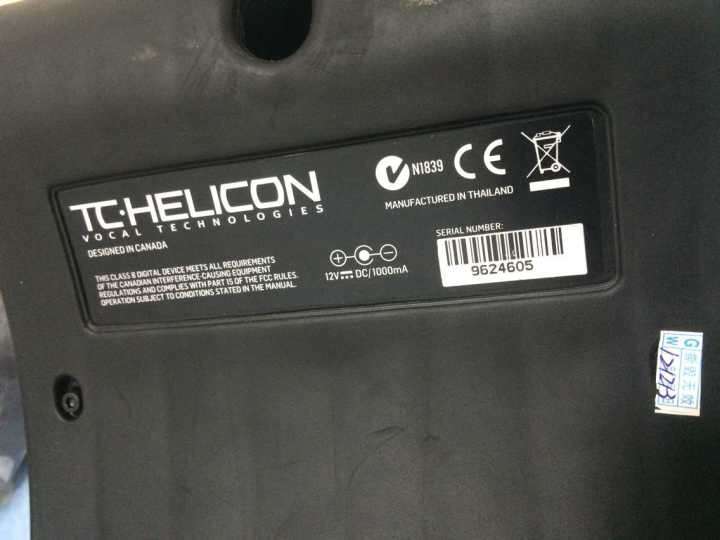 TC·HELICON
VOCAL TECHNOLOGIES
DESIGNED IN CANADA
THIS CLASS B DIGITAL DEVICE MEETS ALL REQUIREMENTS
OF THE CANADIAN INTERFERENCE-CAUSING EQUIPMENT
REGULATIONS AND COMPLIES WITH PART 15 OF THE FCC RULES.
OPERATION SUBJECT TO CONDITIONS STATED IN THE MANUAL.
12V DC/1000mA
N1839
CE
MANUFACTURED IN THAILAND
SERIAL NUMBER:
9624605
G
W